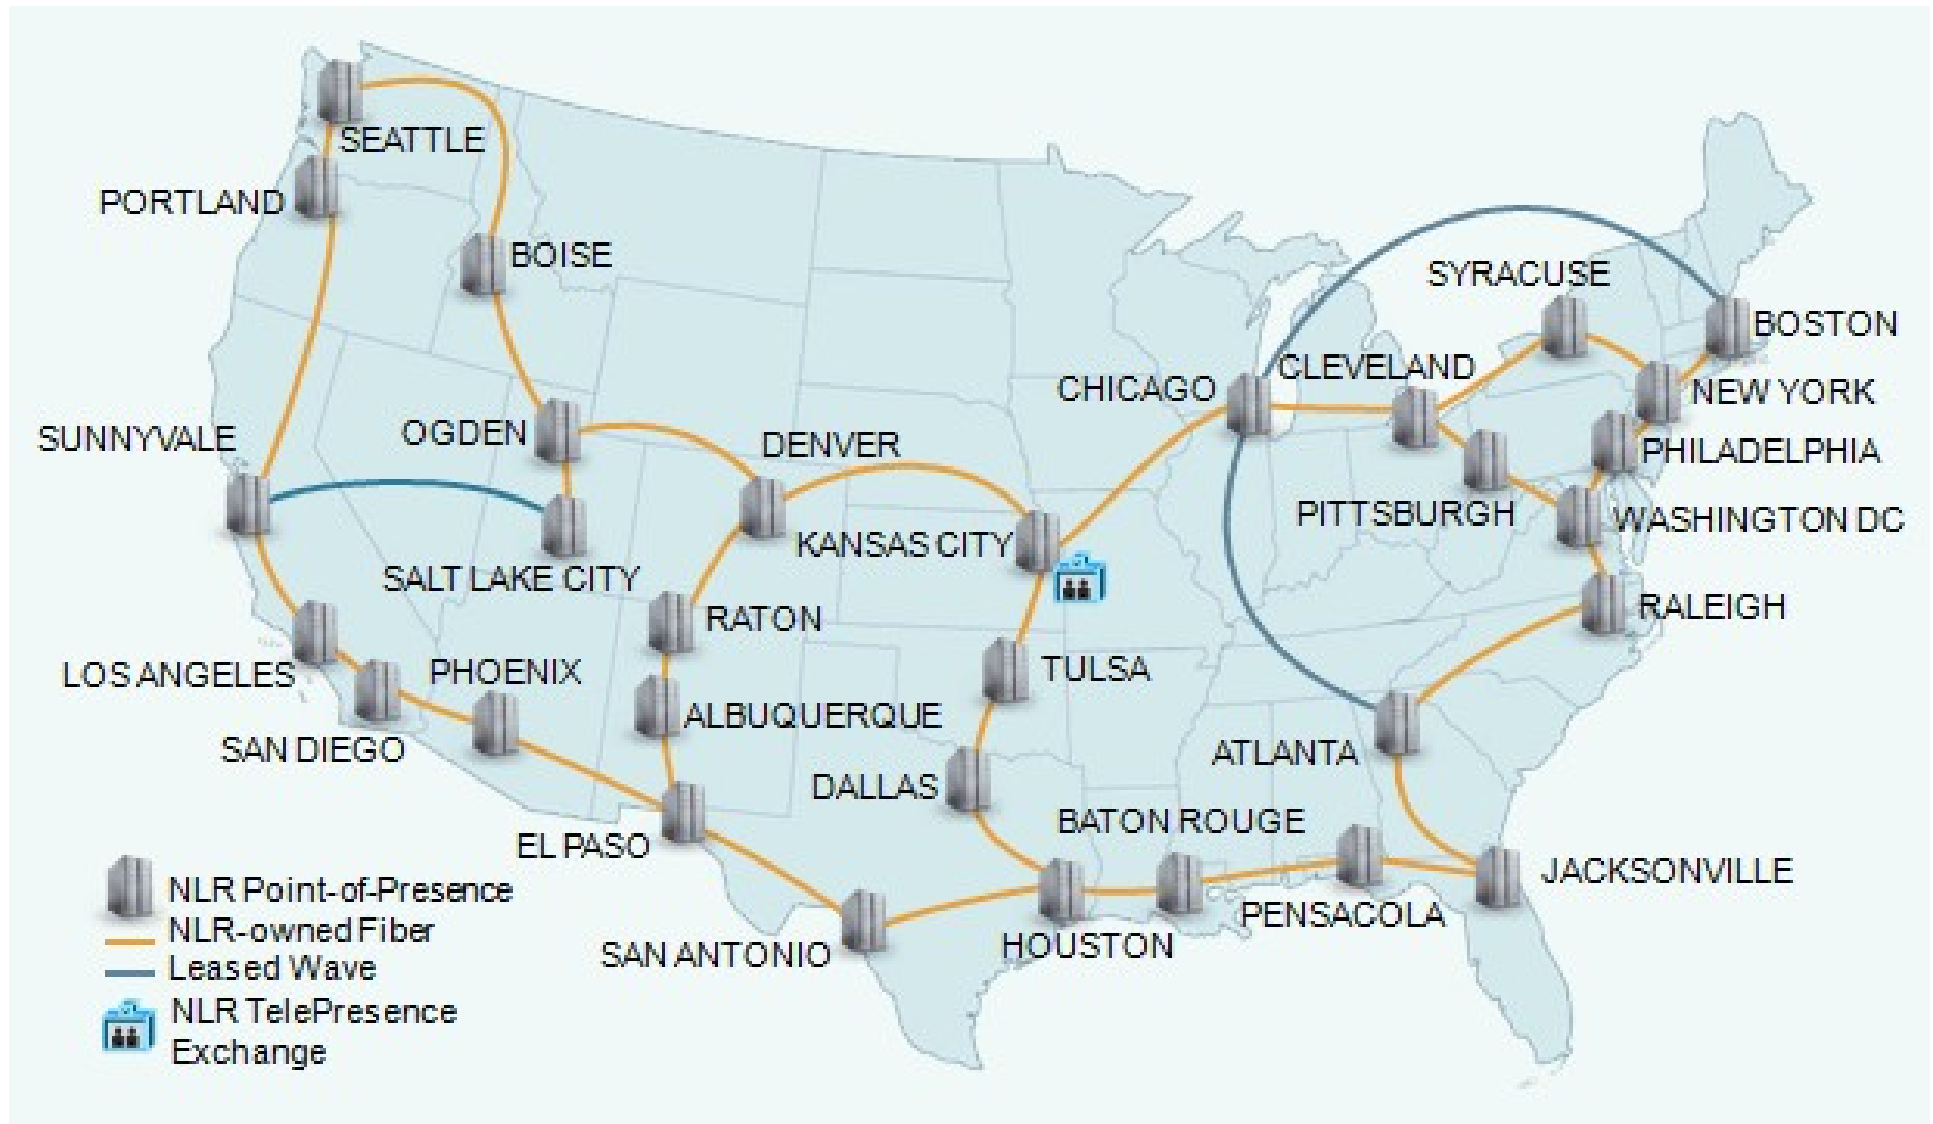 SEATTLE
PORTLAND
BOISE
SYRACUSE
BOSTON
CLEVELAND
CHICAGO
NEW YORK
SUNNYVALE
OGDEN
DENVER
PHILADELPHIA
PITTSBURGH
WASHINGTON DC
KANSAS CITY
SALT LAKE CITY
RALEIGH
RATON
LOS ANGELES
PHOENIX
TULSA
ALBUQUERQUE
SAN DIEGO
ATLANTA
DALLAS
BATON ROUGE
EL PASO
JACKSONVILLE
PENSACOLA
HOUSTON
SAN ANTONIO
NLR Point-of-Presence
NLR-owned Fiber
Leased Wave
NLR TelePresence
Exchange